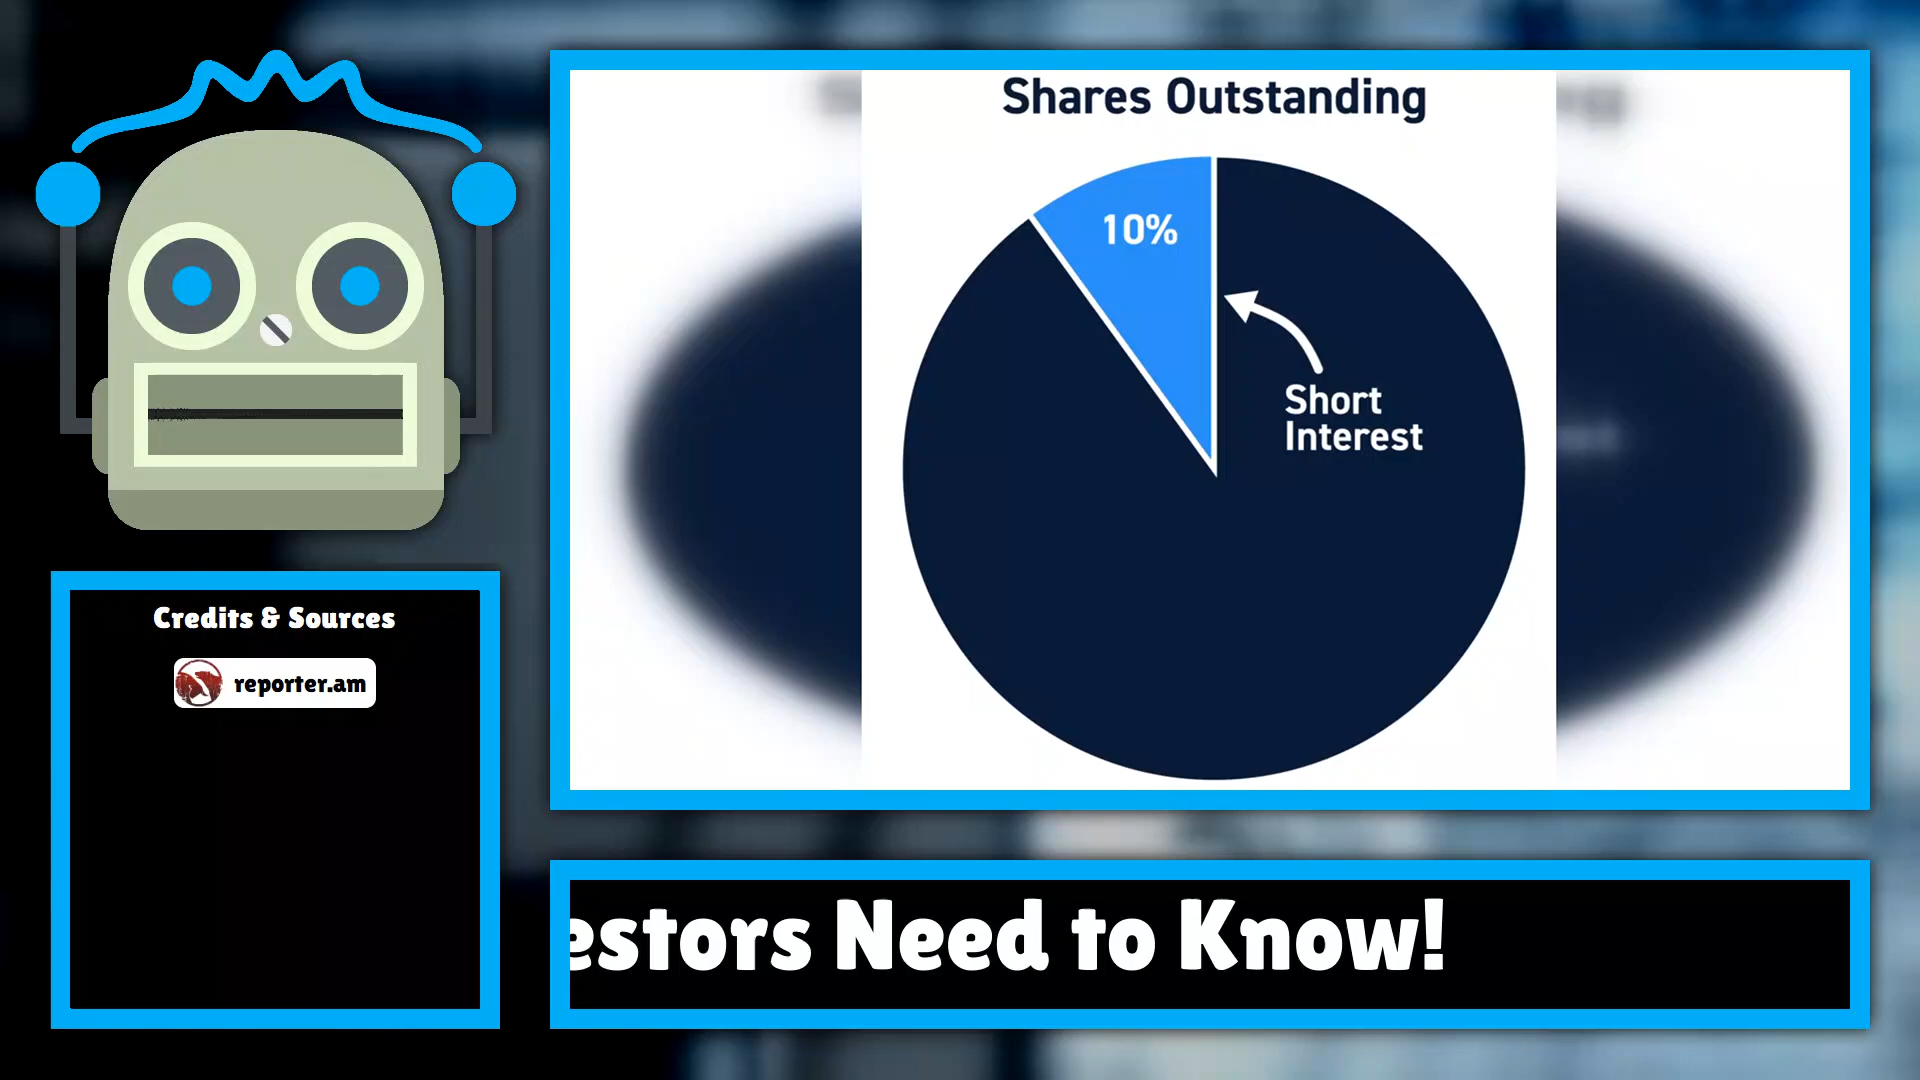 Shares Outstanding
10%
Short
Interest
Credits & Sources
reporter.am
estors Need to Know!